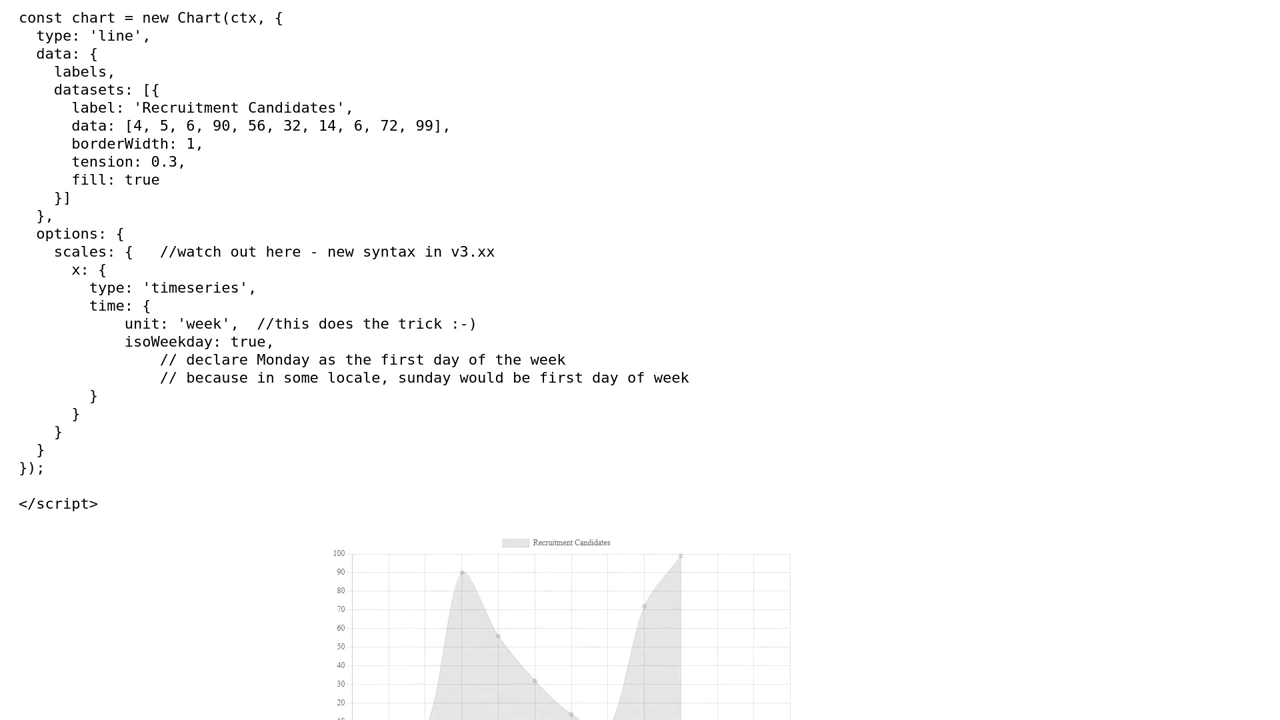 const chart = new Chart(ctx, {
  type: 'line',
  data: {
    labels,
    datasets: [{
      label: 'Recruitment Candidates',
      data: [4, 5, 6, 90, 56, 32, 14, 6, 72, 99],
      borderWidth: 1,
      tension: 0.3,
      fill: true
    }]
  },
  options: {
    scales: {   //watch out here - new syntax in v3.xx
      x: {
        type: 'timeseries',
        time: {
            unit: 'week',  //this does the trick :-)
            isoWeekday: true,
                // declare Monday as the first day of the week
                // because in some locale, sunday would be first day of week
        }
      }
    }
  }
});

</script>
Recruitment Candidates
100
90
80
70
60
50
40
30
20